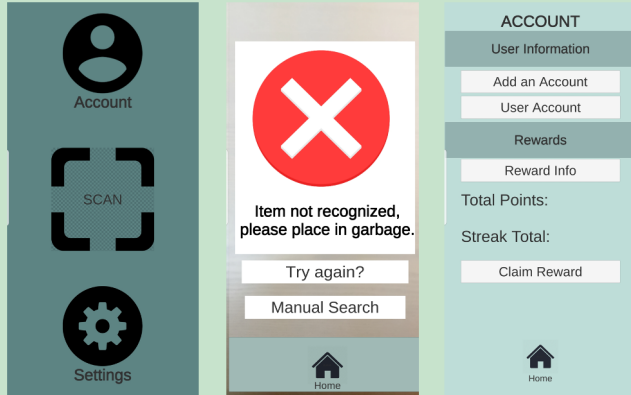 Account
SCAN
Settings
Item not recognized,
please place in garbage.
Try again?
Manual Search
Home
ACCOUNT
User Information
Add an Account
User Account
Rewards
Reward Info
Total Points:
Streak Total:
Claim Reward
Home